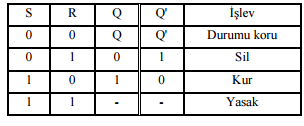 S R Q Q' İşlev
0 0 Q Q' Durumu koru
0 1 0 1 Sil
1 0 1 0 Kur
1 1 - - Yasak